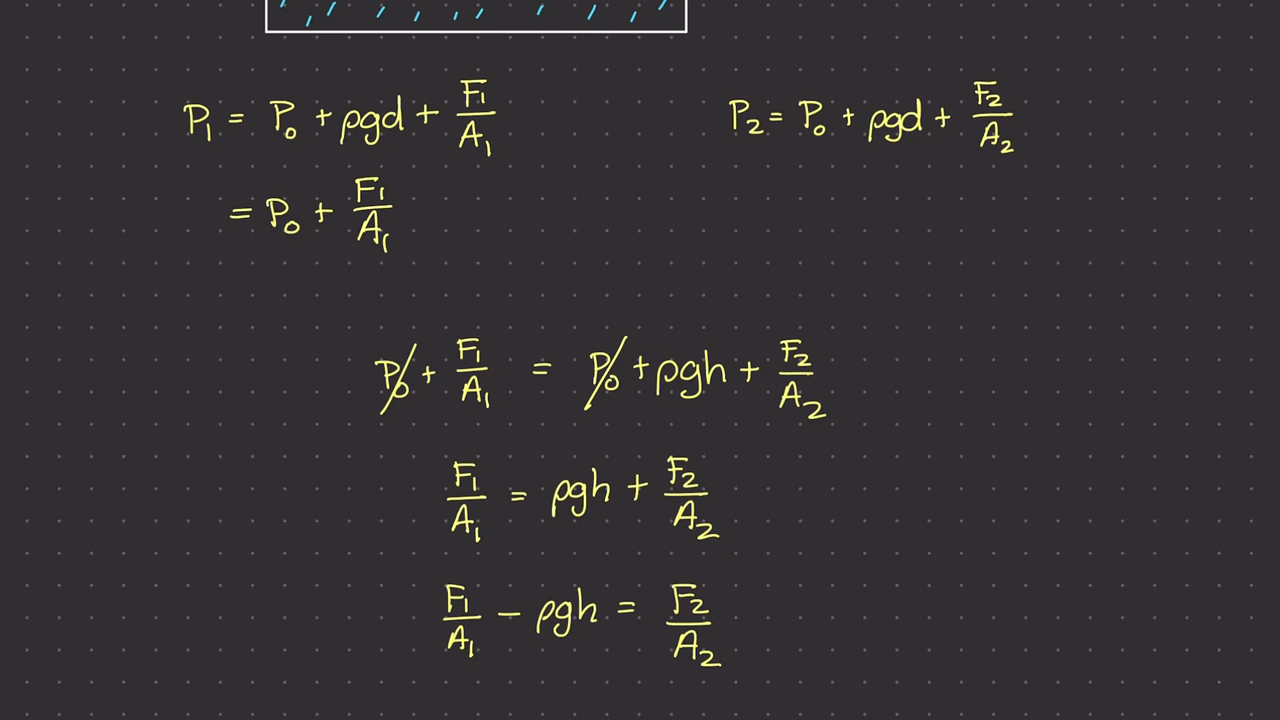 P₁ = P₀ + ρgd + F₁/A₁
P₂ = P₀ + ρgd + F₂/A₂
= P₀ + F₁/A₁
P₀ + F₁/A₁ = P₀ + ρgh + F₂/A₂
F₁/A₁ = ρgh + F₂/A₂
F₁/A₁ − ρgh = F₂/A₂